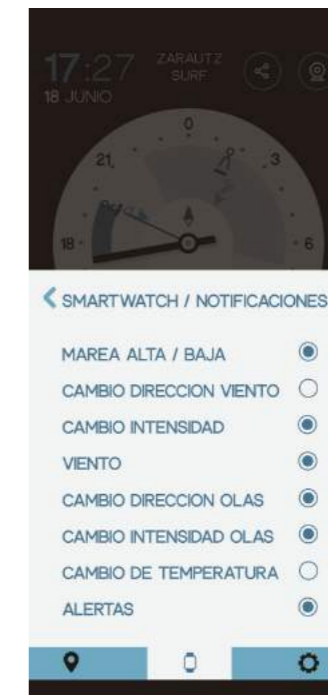 17:27
18 JUNIO
ZARAUTZ
SURF
0
21
3
18
6
SMARTWATCH / NOTIFICACIONES
MAREA ALTA / BAJA
CAMBIO DIRECCION VIENTO
CAMBIO INTENSIDAD
VIENTO
CAMBIO DIRECCION OLAS
CAMBIO INTENSIDAD OLAS
CAMBIO DE TEMPERATURA
ALERTAS